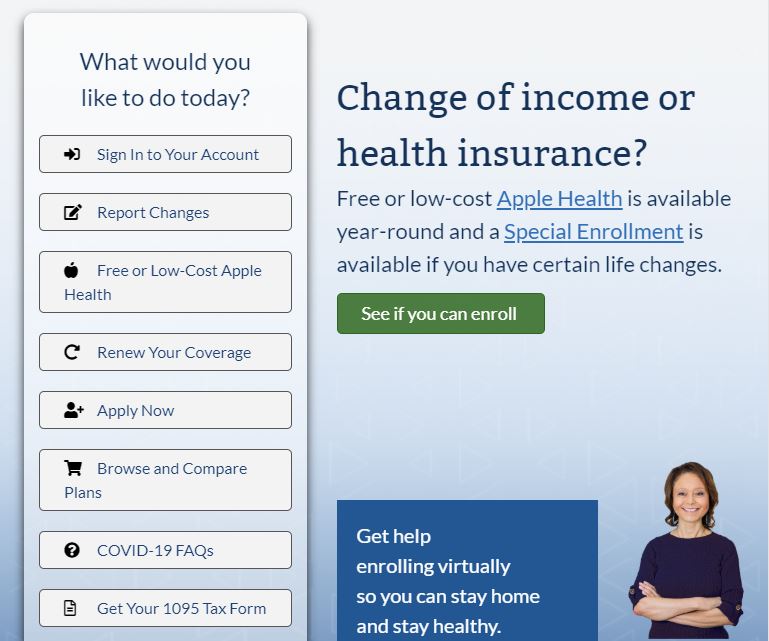 What would you
like to do today?
Sign In to Your Account
Report Changes
Free or Low-Cost Apple
Health
Renew Your Coverage
Apply Now
Browse and Compare
Plans
COVID-19 FAQs
Get Your 1095 Tax Form
Change of income or
health insurance?
Free or low-cost Apple Health is available
year-round and a Special Enrollment is
available if you have certain life changes.
See if you can enroll
Get help
enrolling virtually
so you can stay home
and stay healthy.